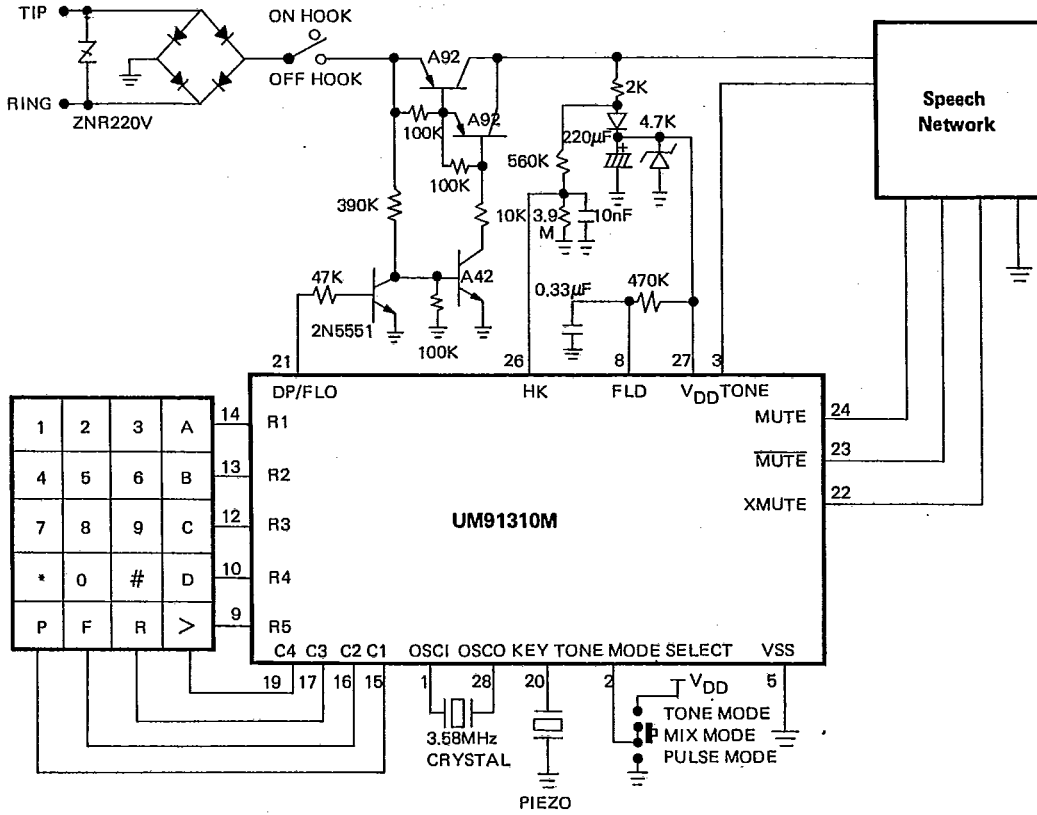 TIP
ON HOOK
OFF HOOK
RING
ZNR220V
A92
A92
100K
100K
390K
10K
47K
2N5551
A42
100K
2K
220μF
4.7K
560K
3.9
M
10nF
0.33μF
470K
Speech
Network
21
26
8
27
3
DP/FLO
HK
FLD
VDD
TONE
1 2 3 A
4 5 6 B
7 8 9 C
* 0 # D
P F R >
14
13
12
10
9
R1
R2
R3
R4
R5
UM91310M
MUTE
MUTE
XMUTE
24
23
22
C4 C3 C2 C1 OSCI OSCO KEY TONE MODE SELECT VSS
19 17 16 15 1 28 20 2 5
3.58MHz
CRYSTAL
PIEZO
VDD
TONE MODE
MIX MODE
PULSE MODE